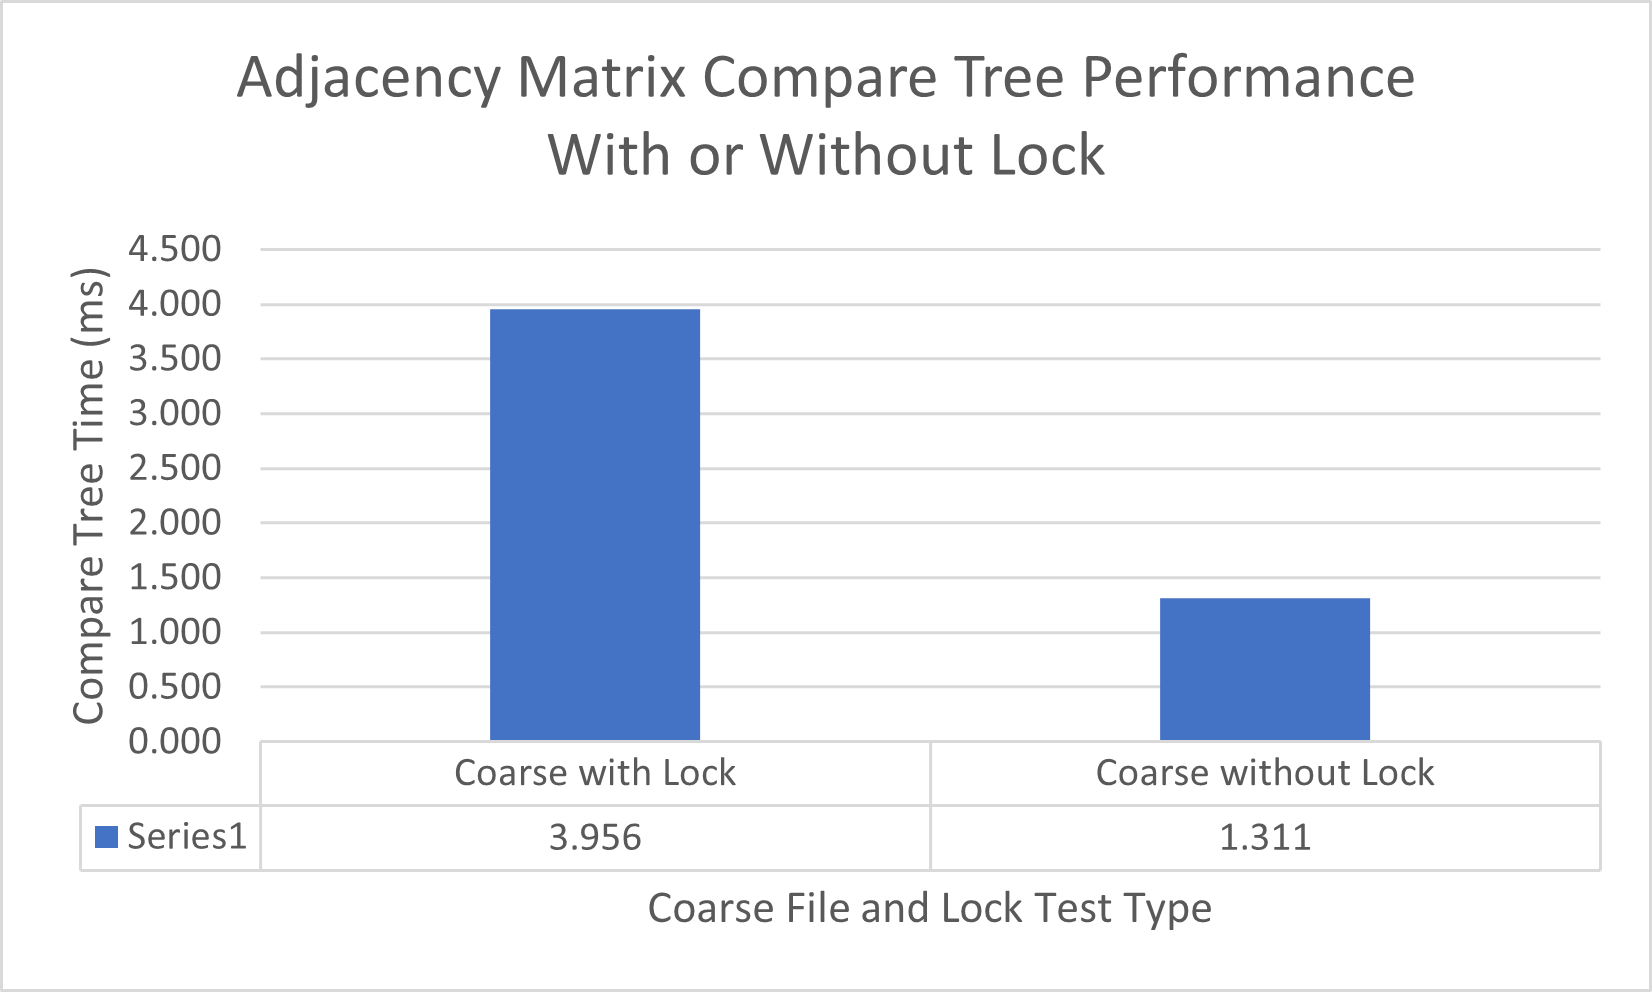 Adjacency Matrix Compare Tree Performance
With or Without Lock
Compare Tree Time (ms)
4.500
4.000
3.500
3.000
2.500
2.000
1.500
1.000
0.500
0.000
Coarse with Lock Coarse without Lock
Series1 3.956 1.311
Coarse File and Lock Test Type